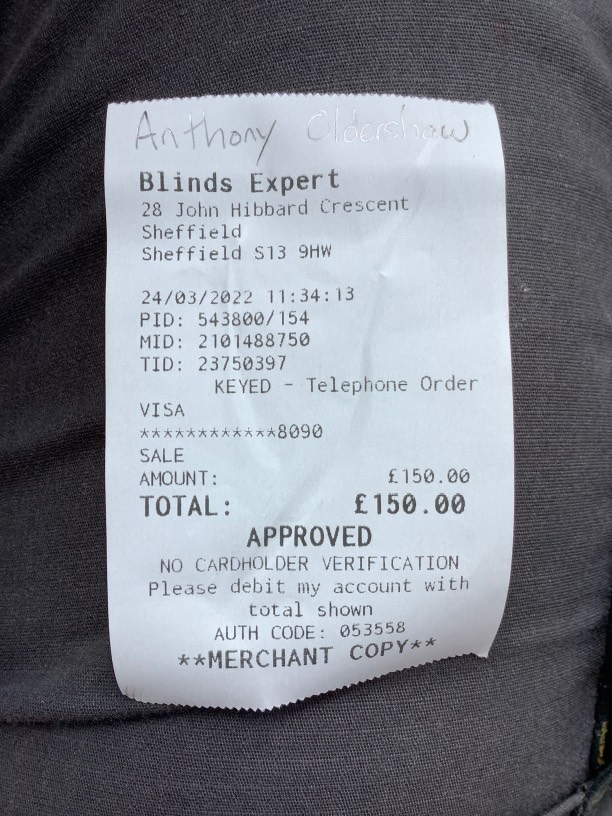 Anthony Oldershaw
Blinds Expert
28 John Hibbard Crescent
Sheffield
Sheffield S13 9HW
24/03/2022 11:34:13
PID: 543800/154
MID: 2101488750
TID: 23750397
KEYED - Telephone Order
VISA
************8090
SALE
AMOUNT: £150.00
TOTAL: £150.00
APPROVED
NO CARDHOLDER VERIFICATION
Please debit my account with
total shown
AUTH CODE: 053558
**MERCHANT COPY**